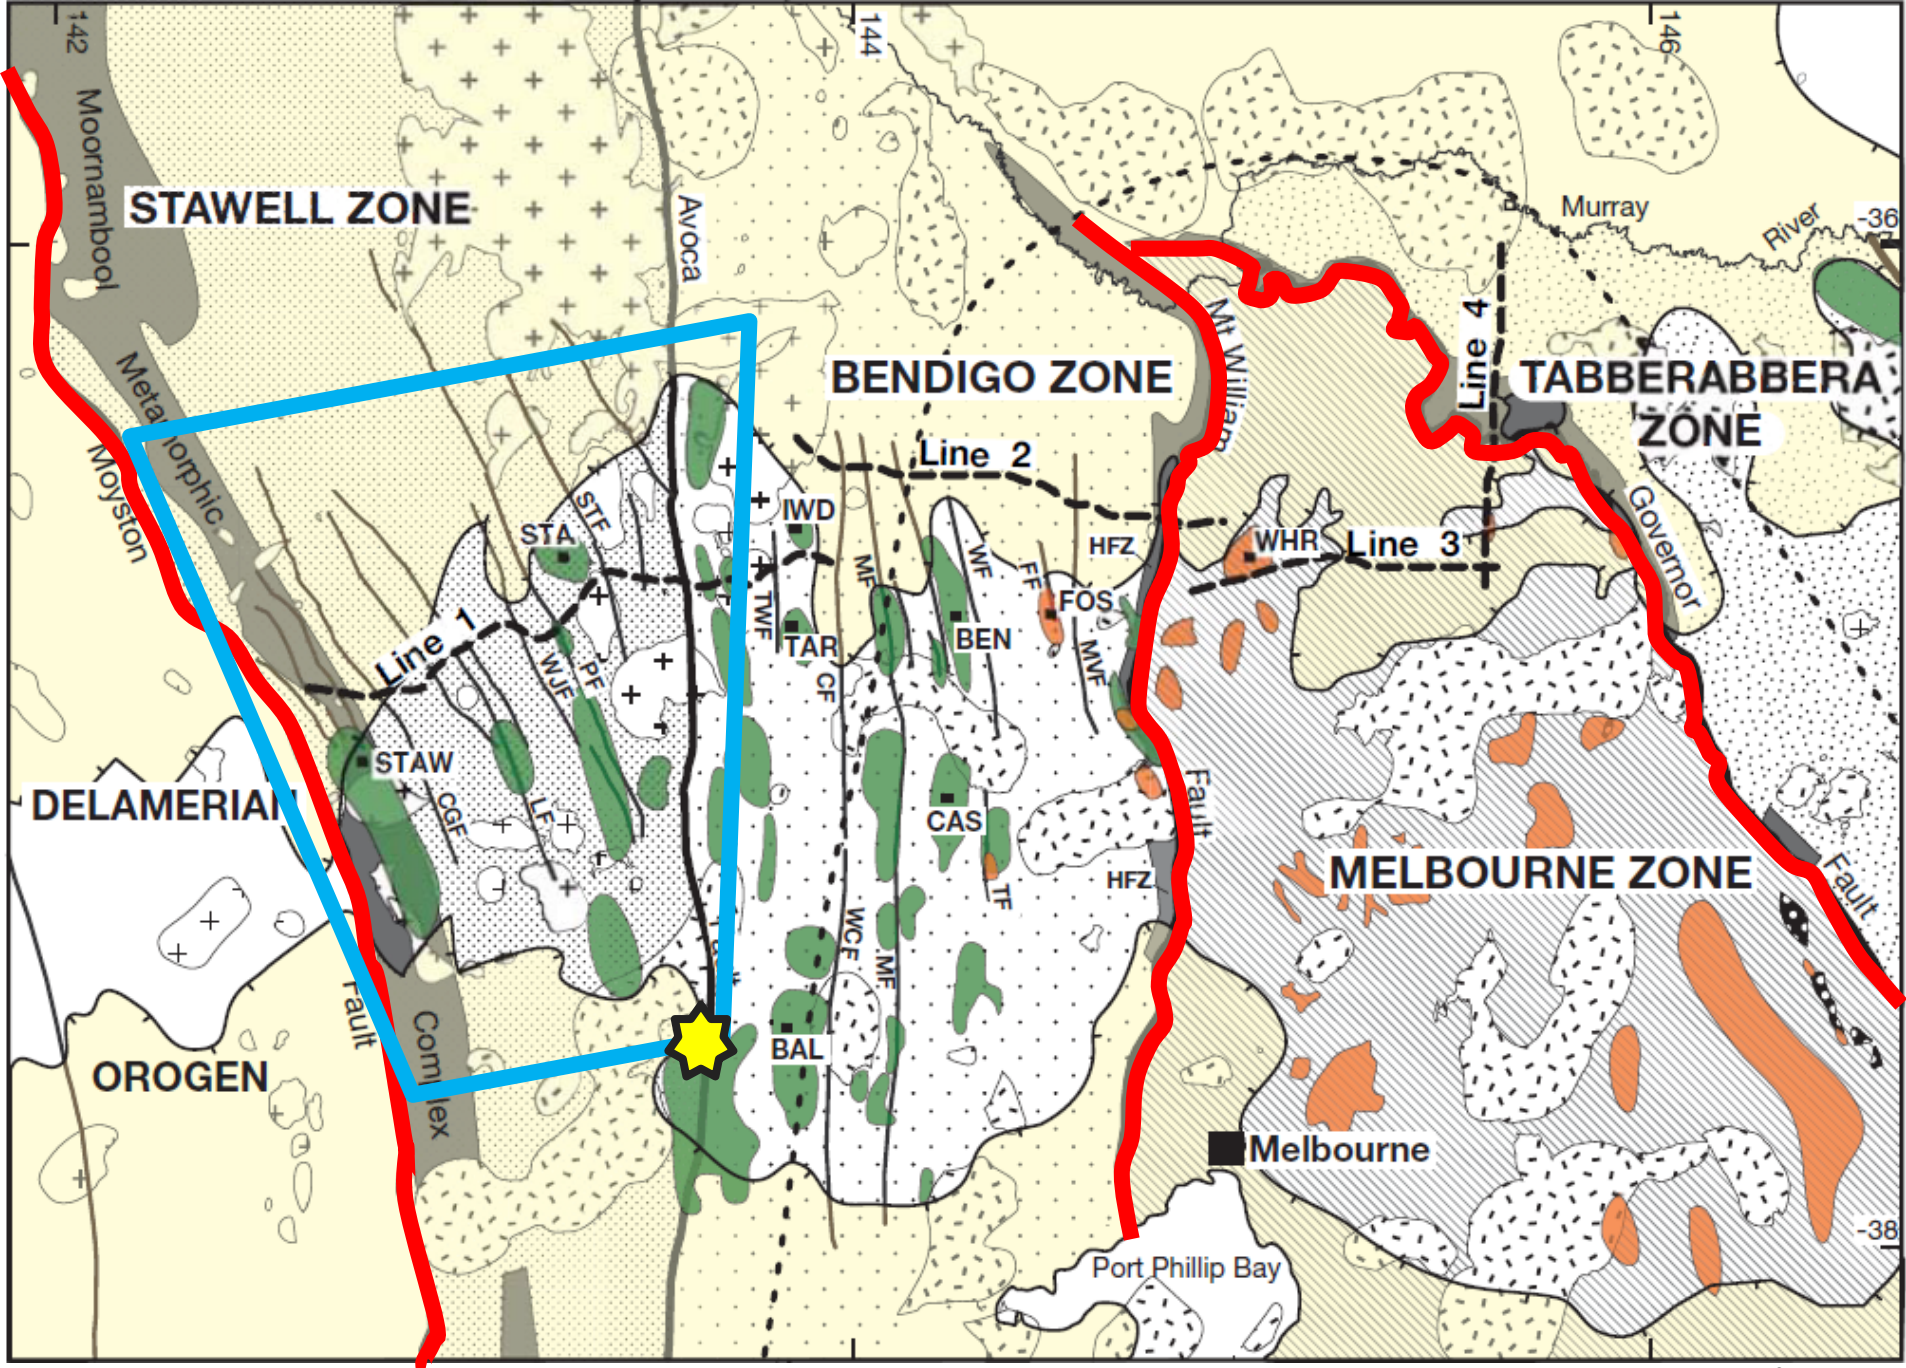 142
144
146
Moornambool
STAWELL ZONE
Avoca
Murray
River
-36
Mt William
Line 4
BENDIGO ZONE
TABBERABBERA
ZONE
Metamorphic
Moyston
Line 2
STF
IWD
STA
HFZ
WHR
Line 3
Governor
MF
WF
FF
FOS
TWF
TAR
BEN
Line 1
WJF
PF
CF
MVF
STAW
DELAMERIAN
CGF
LF
CAS
Fault
MELBOURNE ZONE
HFZ
TF
Fault
WCF
MF
Fault
Complex
OROGEN
BAL
Melbourne
-38
Port Phillip Bay